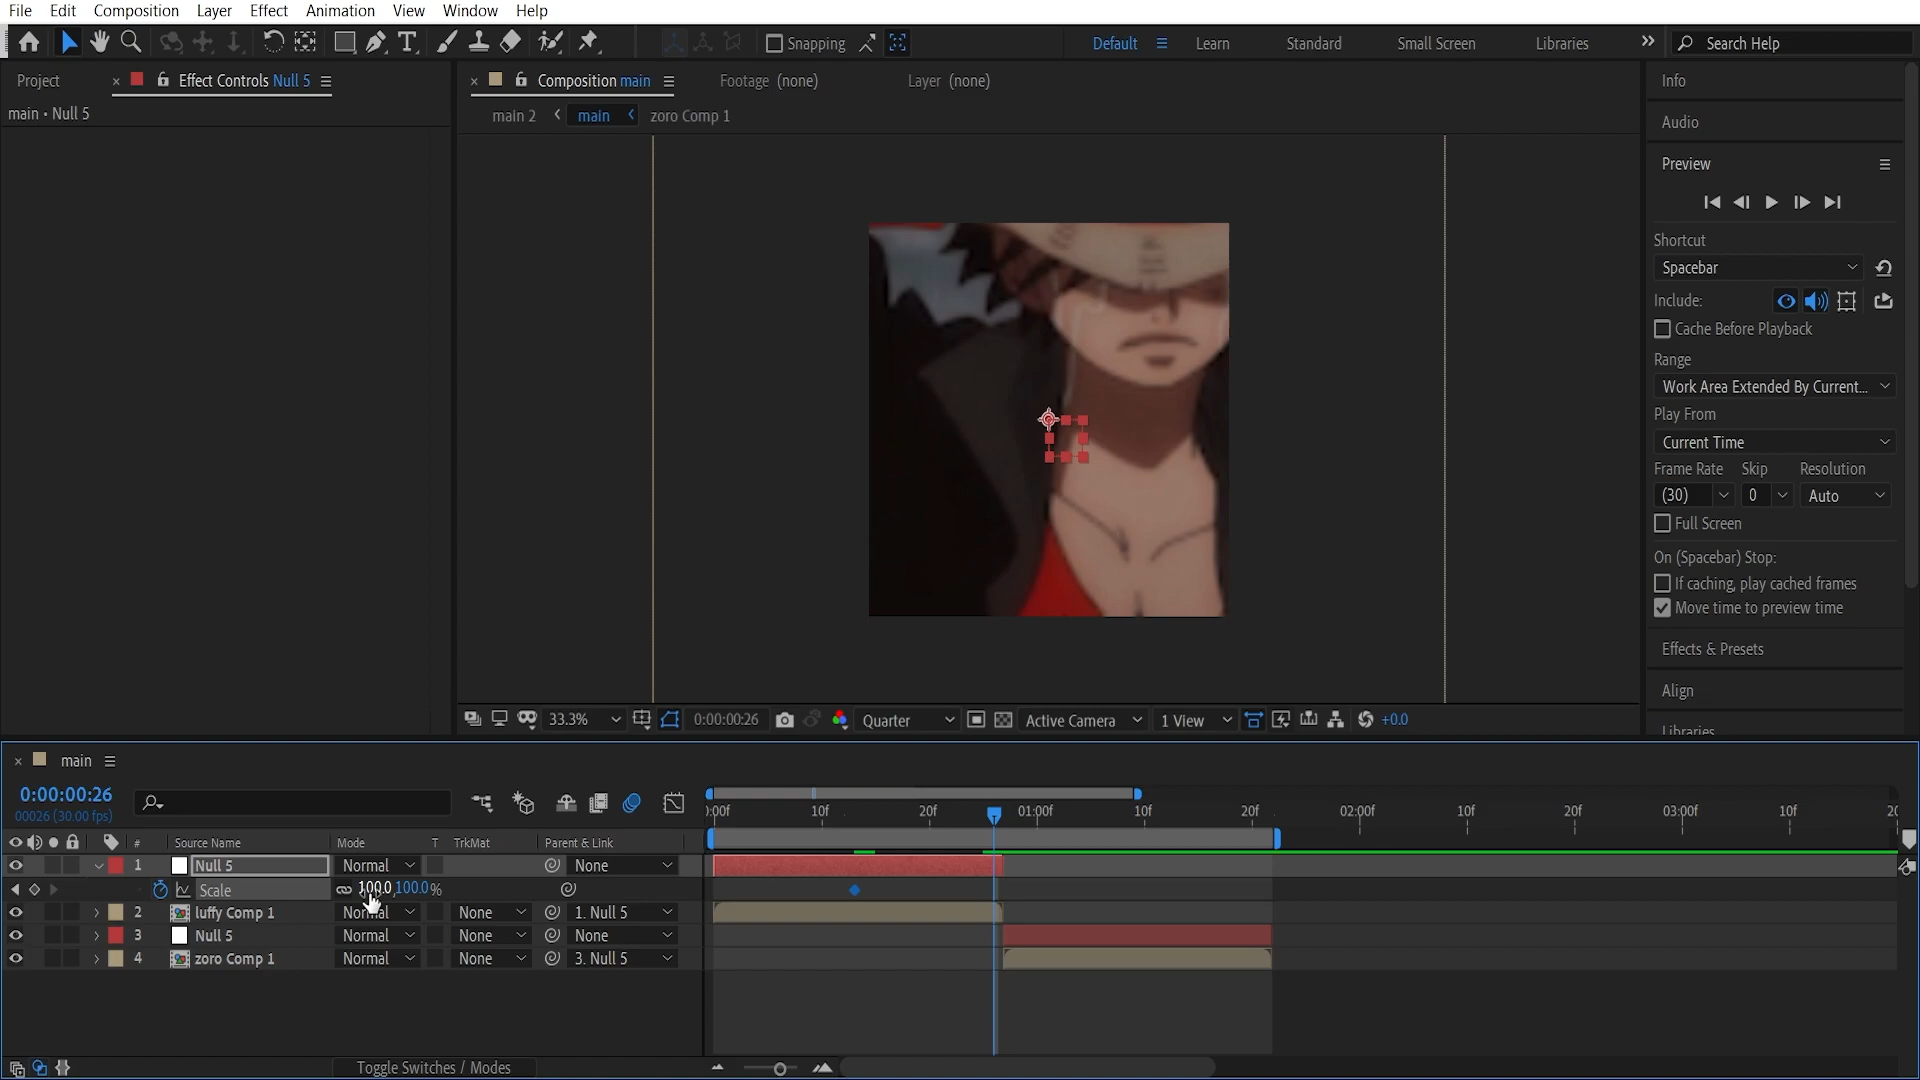 File Edit Composition Layer Effect Animation View Window Help
Snapping Default Learn Standard Small Screen Libraries Search Help
Project Effect Controls Null 5
main • Null 5
Composition main Footage (none) Layer (none)
main 2 main zoro Comp 1
33.3% 0:00:00:26 Quarter Active Camera 1 View +0.0
Info
Audio
Preview
Shortcut
Spacebar
Include:
Cache Before Playback
Range
Work Area Extended By Current...
Play From
Current Time
Frame Rate Skip Resolution
(30) 0 Auto
Full Screen
On (Spacebar) Stop:
If caching, play cached frames
Move time to preview time
Effects & Presets
Align
Libraries
main
0:00:00:26
00026 (30.00 fps)
):00f 10f 20f 01:00f 10f 20f 02:00f 10f 20f 03:00f 10f 20
# Source Name Mode T TrkMat Parent & Link
1 Null 5 Normal None
Scale 100.0,100.0%
2 luffy Comp 1 Normal None 1. Null 5
3 Null 5 Normal None None
4 zoro Comp 1 Normal None 3. Null 5
Toggle Switches / Modes